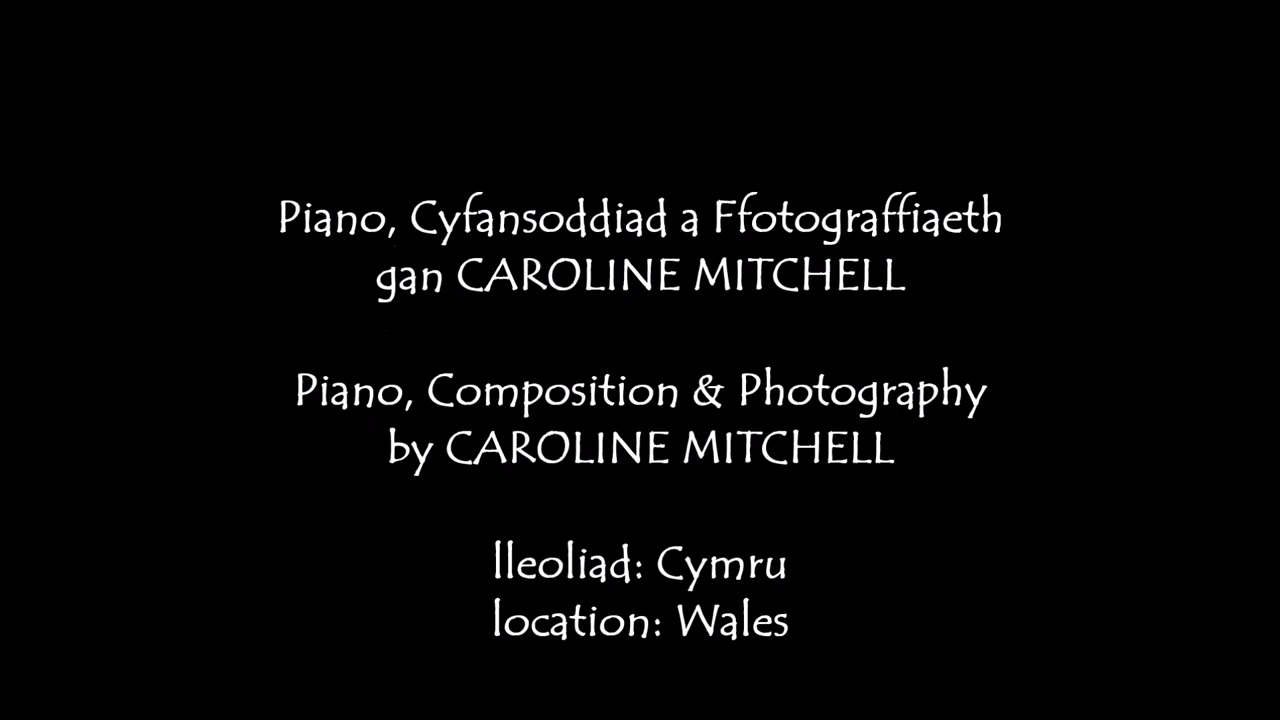 Piano, Cyfansoddiad a Ffotograffiaeth
gan CAROLINE MITCHELL
Piano, Composition & Photography
by CAROLINE MITCHELL
lleoliad: Cymru
location: Wales